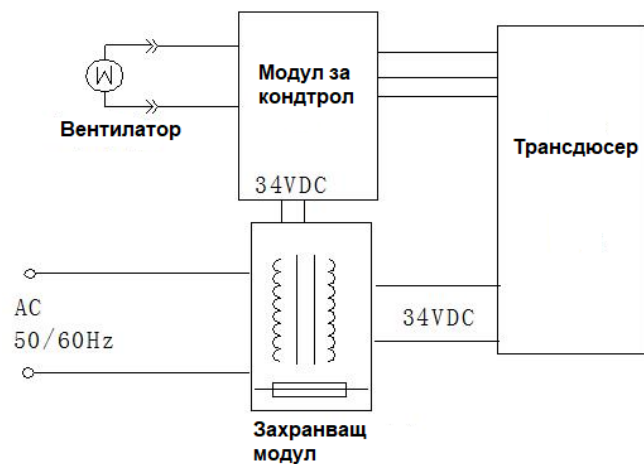 Модул за
кондтрол
Вентилатор
Трансдюсер
34VDC
AC
50/60Hz
34VDC
Захранващ
модул